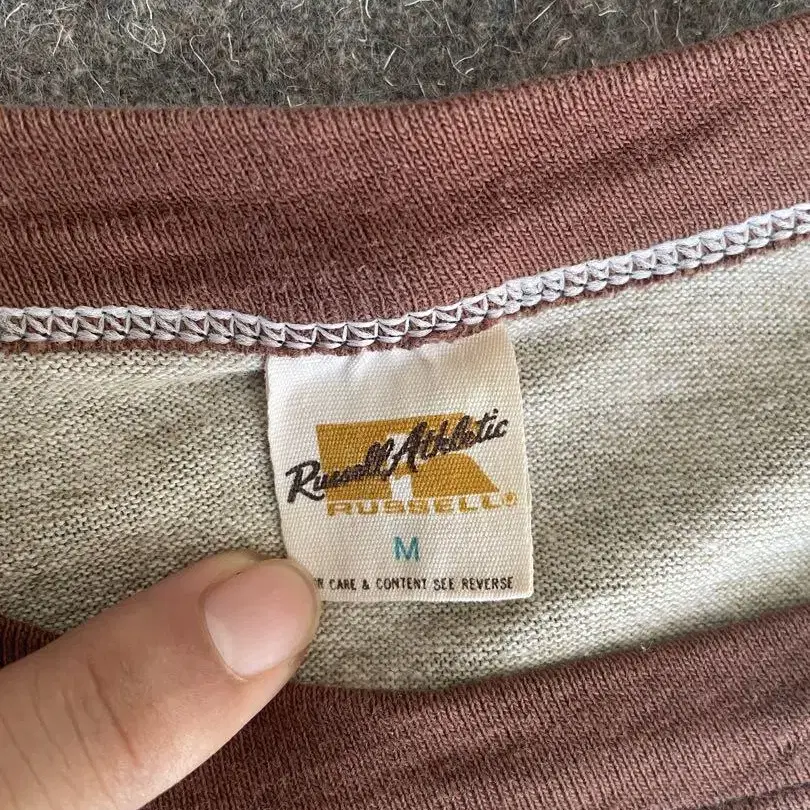 Russell Athletic
RUSSELL®
M
CARE & CONTENT SEE REVERSE